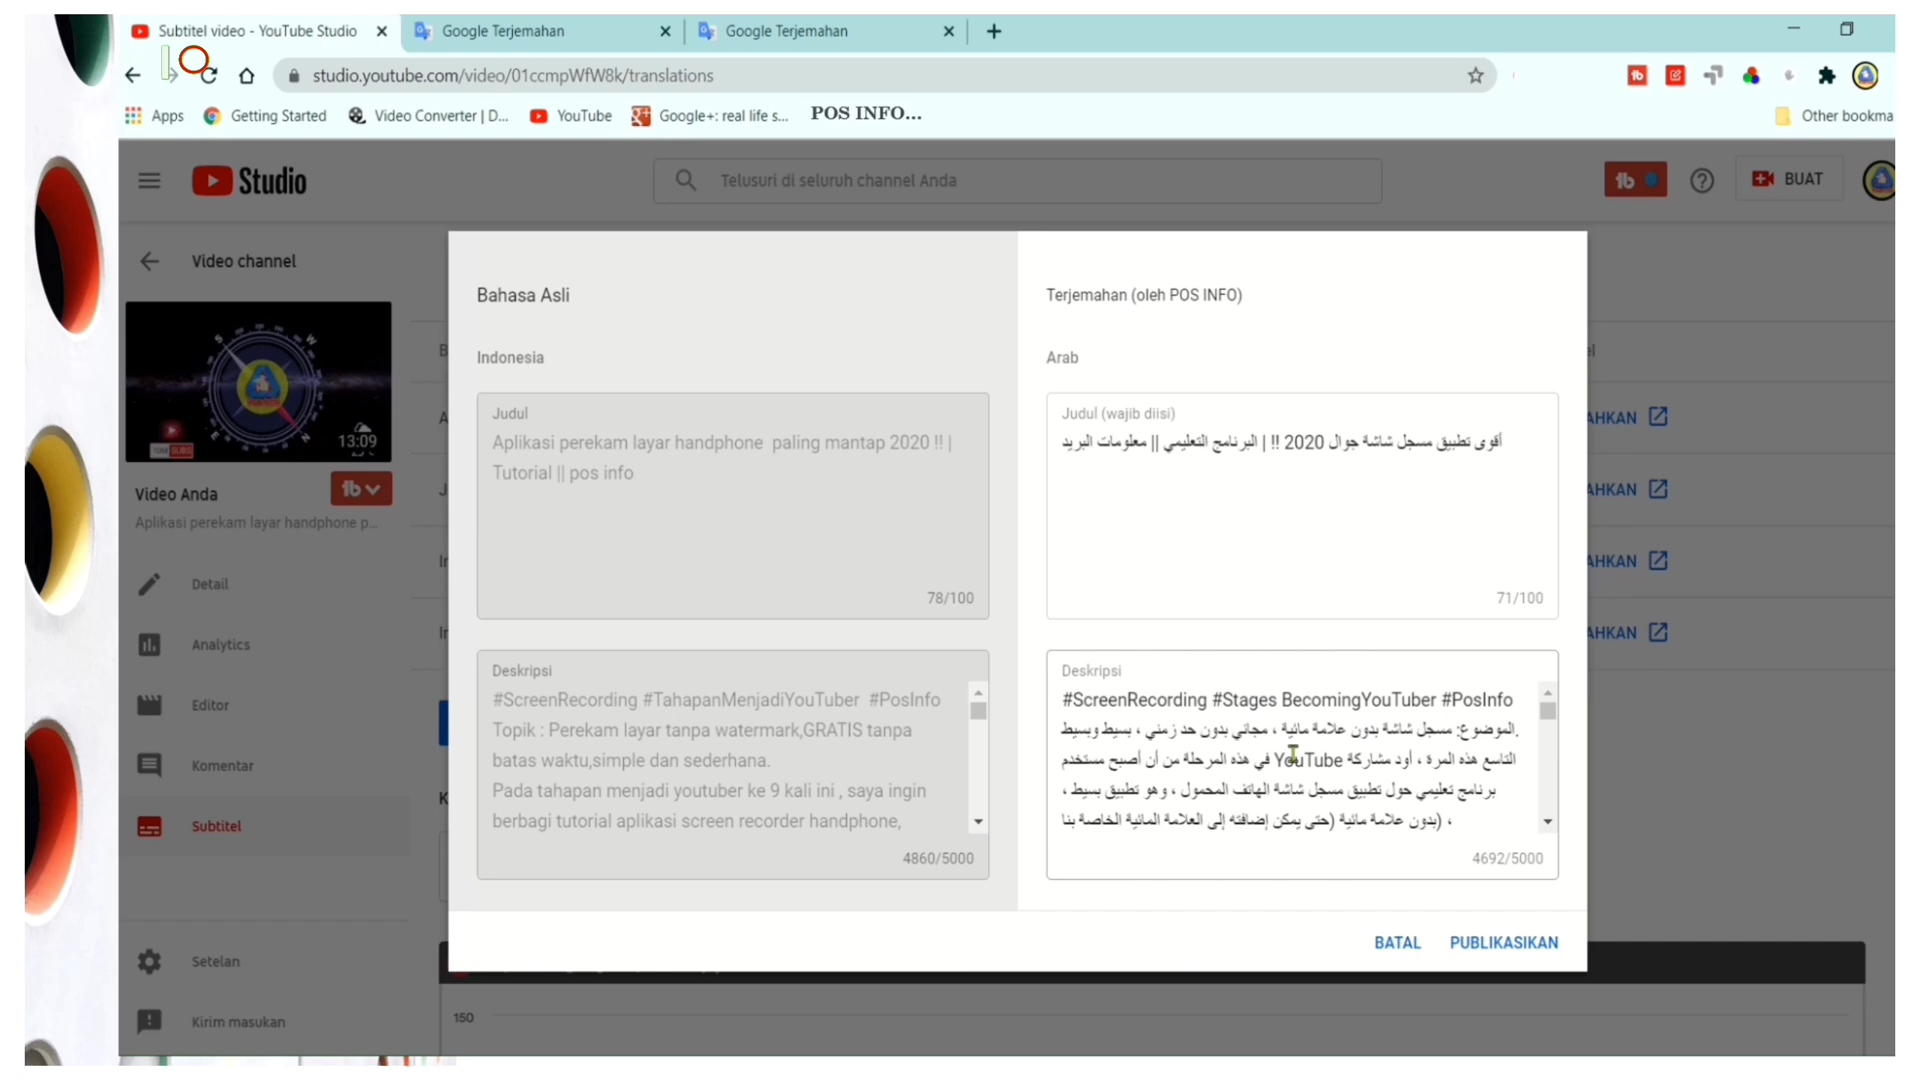 Subtitel video - YouTube Studio
Google Terjemahan
Google Terjemahan
studio.youtube.com/video/01ccmpWfW8k/translations
Apps
Getting Started
Video Converter | D...
YouTube
Google+: real life s...
POS INFO...
Other bookma
Studio
Telusuri di seluruh channel Anda
BUAT
Video channel
13:09
Video Anda
Aplikasi perekam layar handphone p...
Detail
Analytics
Editor
Komentar
Subtitel
Setelan
Kirim masukan
Bahasa Asli
Indonesia
Judul
Aplikasi perekam layar handphone  paling mantap 2020 !! |
Tutorial || pos info
78/100
Deskripsi
#ScreenRecording #TahapanMenjadiYouTuber  #PosInfo
Topik : Perekam layar tanpa watermark,GRATIS tanpa
batas waktu,simple dan sederhana.
Pada tahapan menjadi youtuber ke 9 kali ini , saya ingin
berbagi tutorial aplikasi screen recorder handphone,
4860/5000
Terjemahan (oleh POS INFO)
Arab
Judul (wajib diisi)
أقوى تطبيق مسجل شاشة جوال 2020 !! | البرنامج التعليمي || معلومات البريد
71/100
Deskripsi
#ScreenRecording #Stages BecomingYouTuber #PosInfo
الموضوع: مسجل شاشة بدون علامة مائية ، مجاني بدون حد زمني ، بسيط وبسيط.
التاسع هذه المرة ، أود مشاركة YouTube في هذه المرحلة من أن أصبح مستخدم
برنامج تعليمي حول تطبيق مسجل شاشة الهاتف المحمول ، وهو تطبيق بسيط ،
، (بدون علامة مائية (حتى يمكن إضافته إلى العلامة المائية الخاصة بنا
4692/5000
BATAL
PUBLIKASIKAN
AHKAN
AHKAN
AHKAN
AHKAN
150